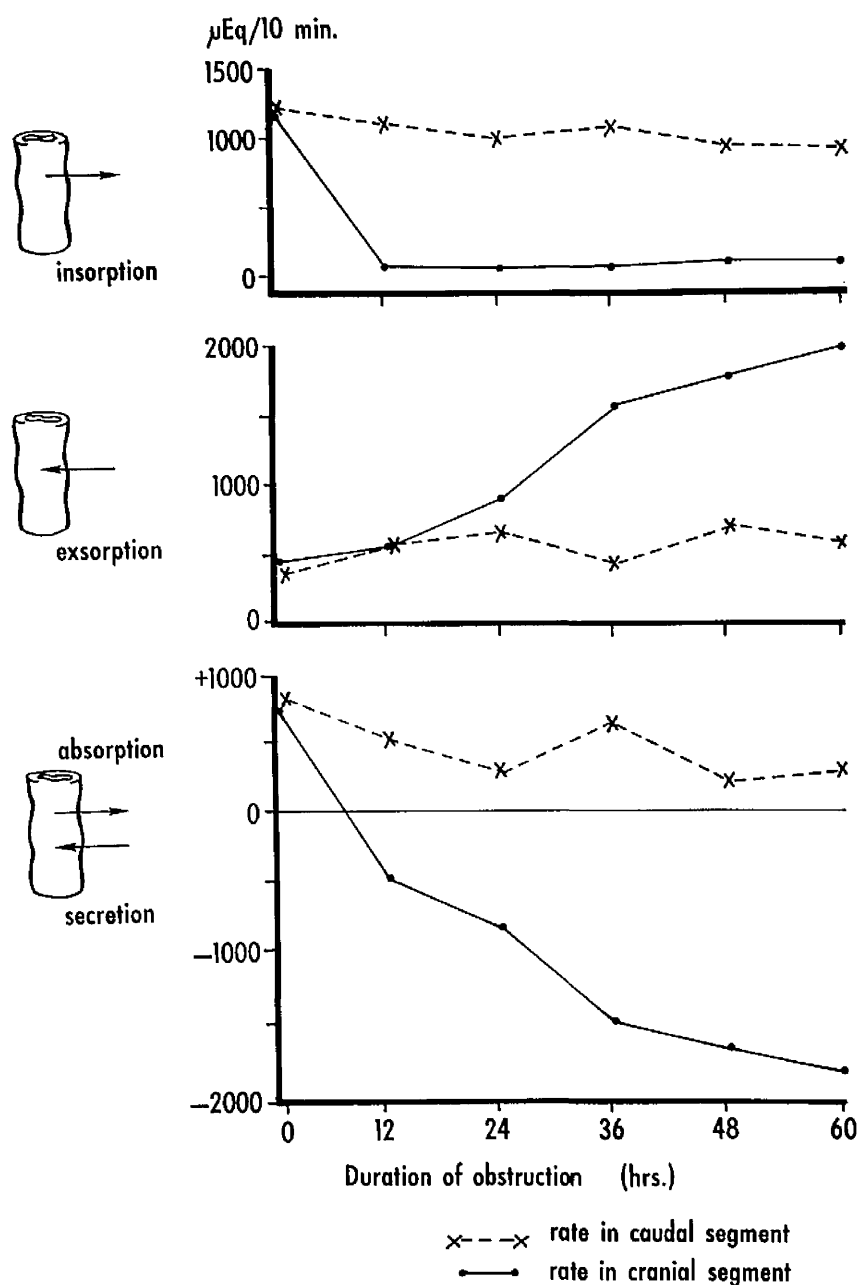 µEq/10 min.
1500
1000
0
insorption
2000
1000
0
exsorption
+1000
absorption
0
secretion
—1000
—2000
0 12 24 36 48 60
Duration of obstruction (hrs.)
x---x rate in caudal segment
•—• rate in cranial segment